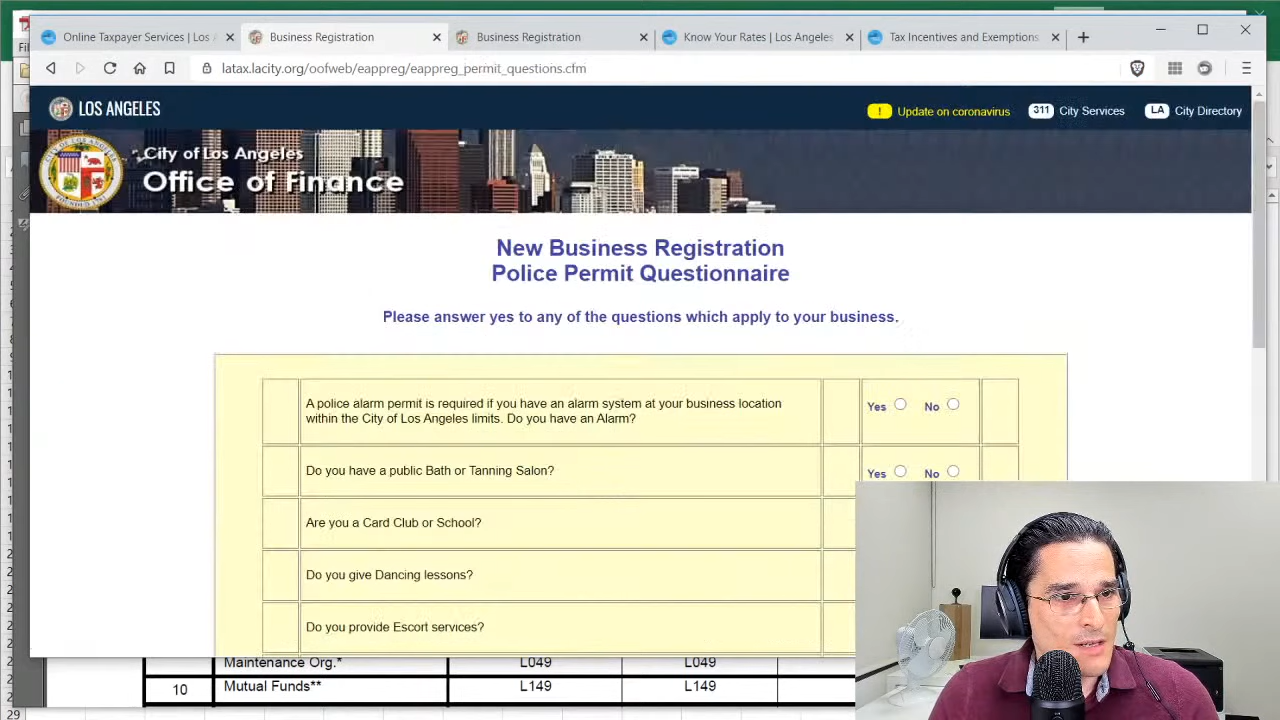 Online Taxpayer Services | Los
Business Registration
Business Registration
Know Your Rates | Los Angeles
Tax Incentives and Exemptions
latax.lacity.org/oofweb/eappreg/eappreg_permit_questions.cfm
LOS ANGELES
! Update on coronavirus
311 City Services
LA City Directory
City of Los Angeles
Office of Finance
New Business Registration
Police Permit Questionnaire
Please answer yes to any of the questions which apply to your business.
A police alarm permit is required if you have an alarm system at your business location
within the City of Los Angeles limits. Do you have an Alarm?
Yes No
Do you have a public Bath or Tanning Salon?
Yes No
Are you a Card Club or School?
Do you give Dancing lessons?
Do you provide Escort services?
Maintenance Org.* L049 L049
10 Mutual Funds** L149 L149
29